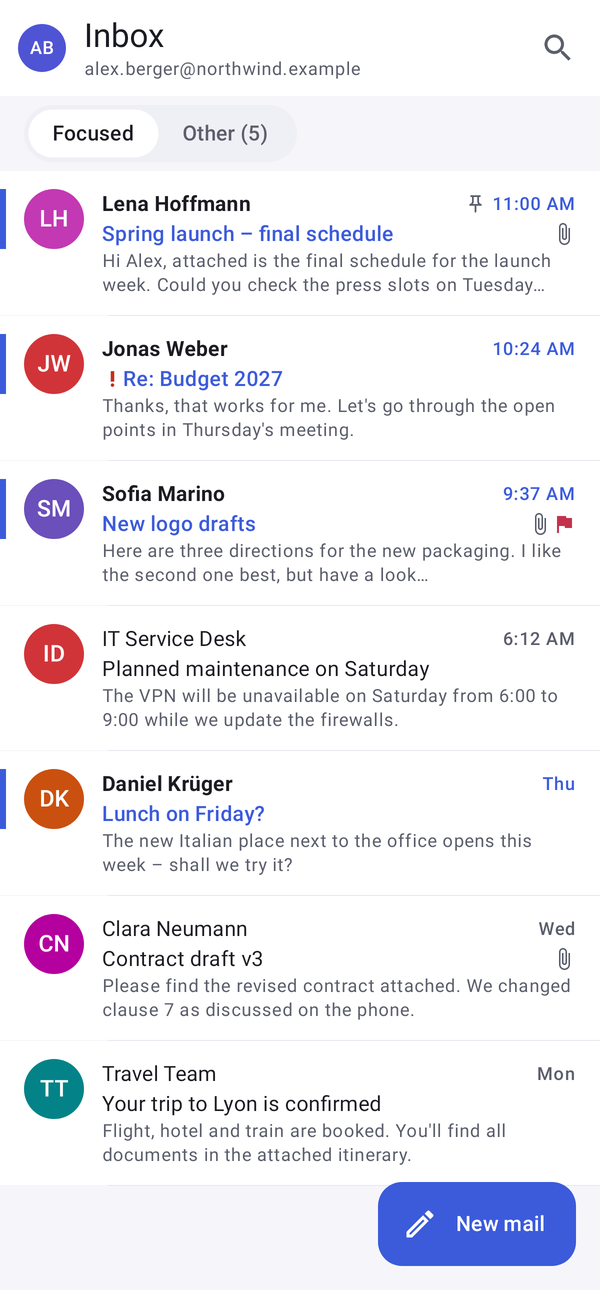 AB
Inbox
alex.berger@northwind.example
Focused Other (5)
LH
Lena Hoffmann 11:00 AM
Spring launch – final schedule
Hi Alex, attached is the final schedule for the launch
week. Could you check the press slots on Tuesday…
JW
Jonas Weber 10:24 AM
! Re: Budget 2027
Thanks, that works for me. Let's go through the open
points in Thursday's meeting.
SM
Sofia Marino 9:37 AM
New logo drafts
Here are three directions for the new packaging. I like
the second one best, but have a look…
ID
IT Service Desk 6:12 AM
Planned maintenance on Saturday
The VPN will be unavailable on Saturday from 6:00 to
9:00 while we update the firewalls.
DK
Daniel Krüger Thu
Lunch on Friday?
The new Italian place next to the office opens this
week – shall we try it?
CN
Clara Neumann Wed
Contract draft v3
Please find the revised contract attached. We changed
clause 7 as discussed on the phone.
TT
Travel Team Mon
Your trip to Lyon is confirmed
Flight, hotel and train are booked. You'll find all
documents in the attached itinerary.
New mail